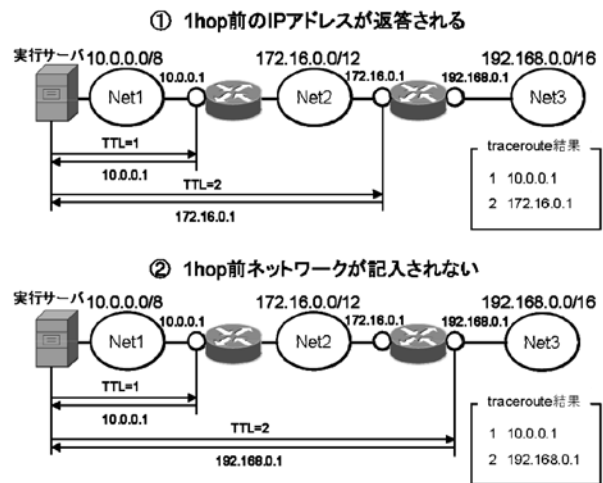 ① 1hop前のIPアドレスが返答される
実行サーバ 10.0.0.0/8 172.16.0.0/12 192.168.0.0/16
10.0.0.1 172.16.0.1 192.168.0.1
Net1 Net2 Net3
TTL=1
10.0.0.1
TTL=2
172.16.0.1
traceroute結果
1 10.0.0.1
2 172.16.0.1
② 1hop前ネットワークが記入されない
実行サーバ 10.0.0.0/8 172.16.0.0/12 192.168.0.0/16
10.0.0.1 172.16.0.1 192.168.0.1
Net1 Net2 Net3
TTL=1
10.0.0.1
TTL=2
192.168.0.1
traceroute結果
1 10.0.0.1
2 192.168.0.1